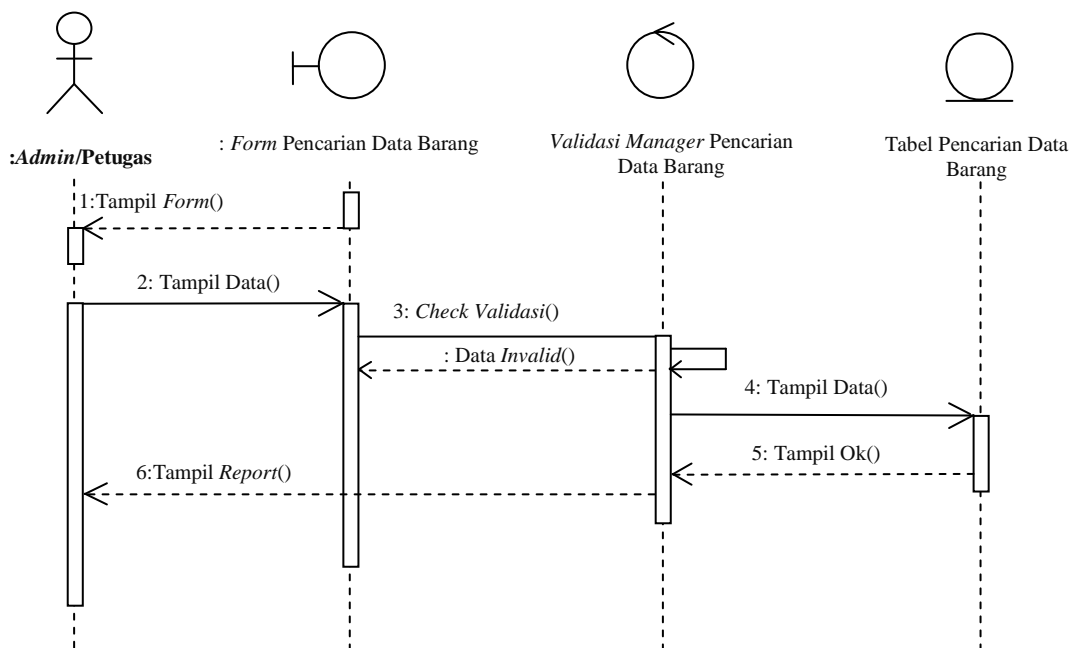 :Admin/Petugas
: Form Pencarian Data Barang
Validasi Manager Pencarian
Data Barang
Tabel Pencarian Data
Barang
1:Tampil Form()
2: Tampil Data()
3: Check Validasi()
: Data Invalid()
4: Tampil Data()
5: Tampil Ok()
6:Tampil Report()